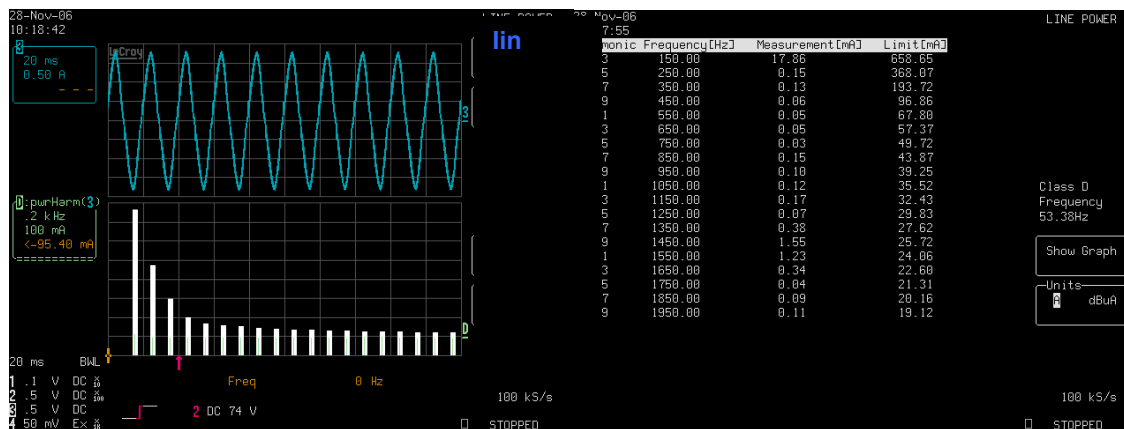 28-Nov-06
10:18:42
3
20 ms
0.50 A
---
LeCroy
lin
3
D:pwrHarm(3)
.2 kHz
100 mA
<-95.40 mA
D
20 ms BWL
1 .1 V DC
2 .5 V DC
3 .5 V DC
4 50 mV Ex
Freq 0 Hz
2 DC 74 V
100 kS/s
STOPPED
7:55
LINE POWER
monic Frequency[Hz] Measurement[mA] Limit[mA]
3 150.00 17.86 658.65
5 250.00 0.15 368.07
7 350.00 0.13 193.72
9 450.00 0.06 96.86
1 550.00 0.05 67.80
3 650.00 0.05 57.37
5 750.00 0.03 49.72
7 850.00 0.15 43.87
9 950.00 0.10 39.25
1 1050.00 0.12 35.52
3 1150.00 0.17 32.43
5 1250.00 0.07 29.83
7 1350.00 0.38 27.62
9 1450.00 1.55 25.72
1 1550.00 1.23 24.06
3 1650.00 0.34 22.60
5 1750.00 0.04 21.31
7 1850.00 0.09 20.16
9 1950.00 0.11 19.12
Class D
Frequency
53.38Hz
Show Graph
Units
A dBuA
100 kS/s
STOPPED